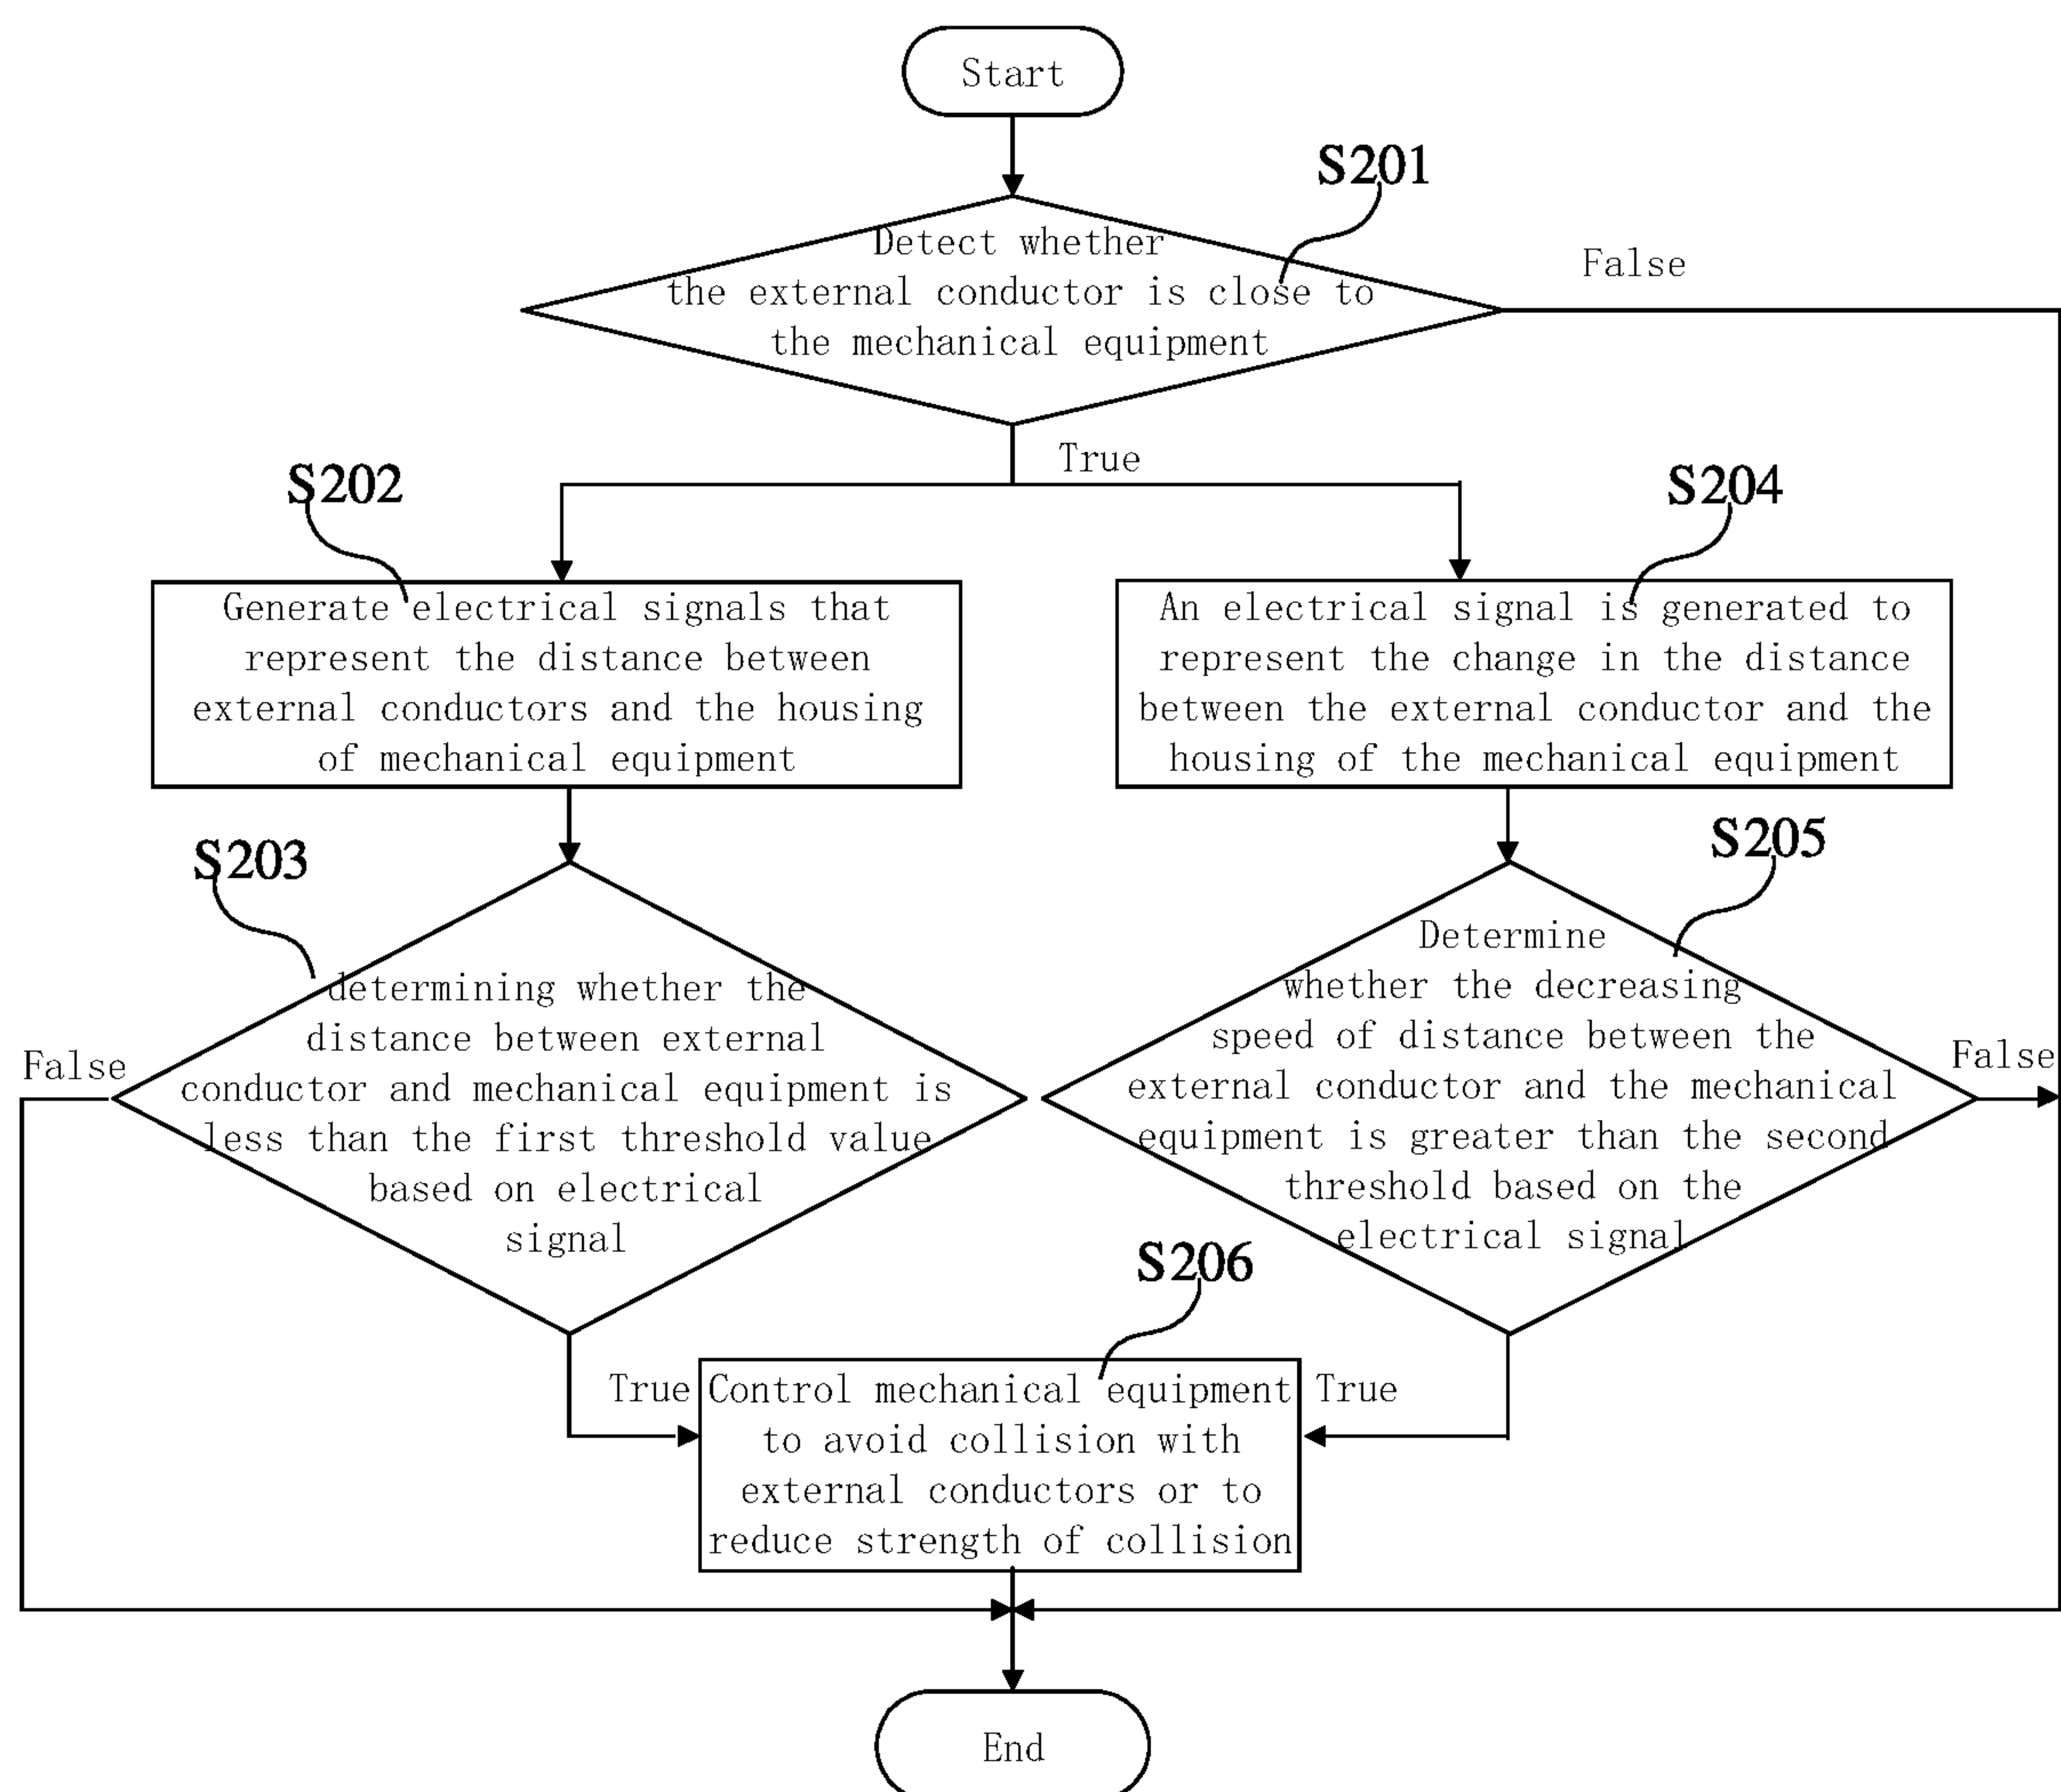 Start
S201
Detect whether
the external conductor is close to
the mechanical equipment
False
True
S202
S204
Generate electrical signals that
represent the distance between
external conductors and the housing
of mechanical equipment
An electrical signal is generated to
represent the change in the distance
between the external conductor and the
housing of the mechanical equipment
S203
S205
determining whether the
distance between external
conductor and mechanical equipment is
less than the first threshold value
based on electrical
signal
False
Determine
whether the decreasing
speed of distance between the
external conductor and the mechanical
equipment is greater than the second
threshold based on the
electrical signal
False
S206
True
Control mechanical equipment
to avoid collision with
external conductors or to
reduce strength of collision
True
End